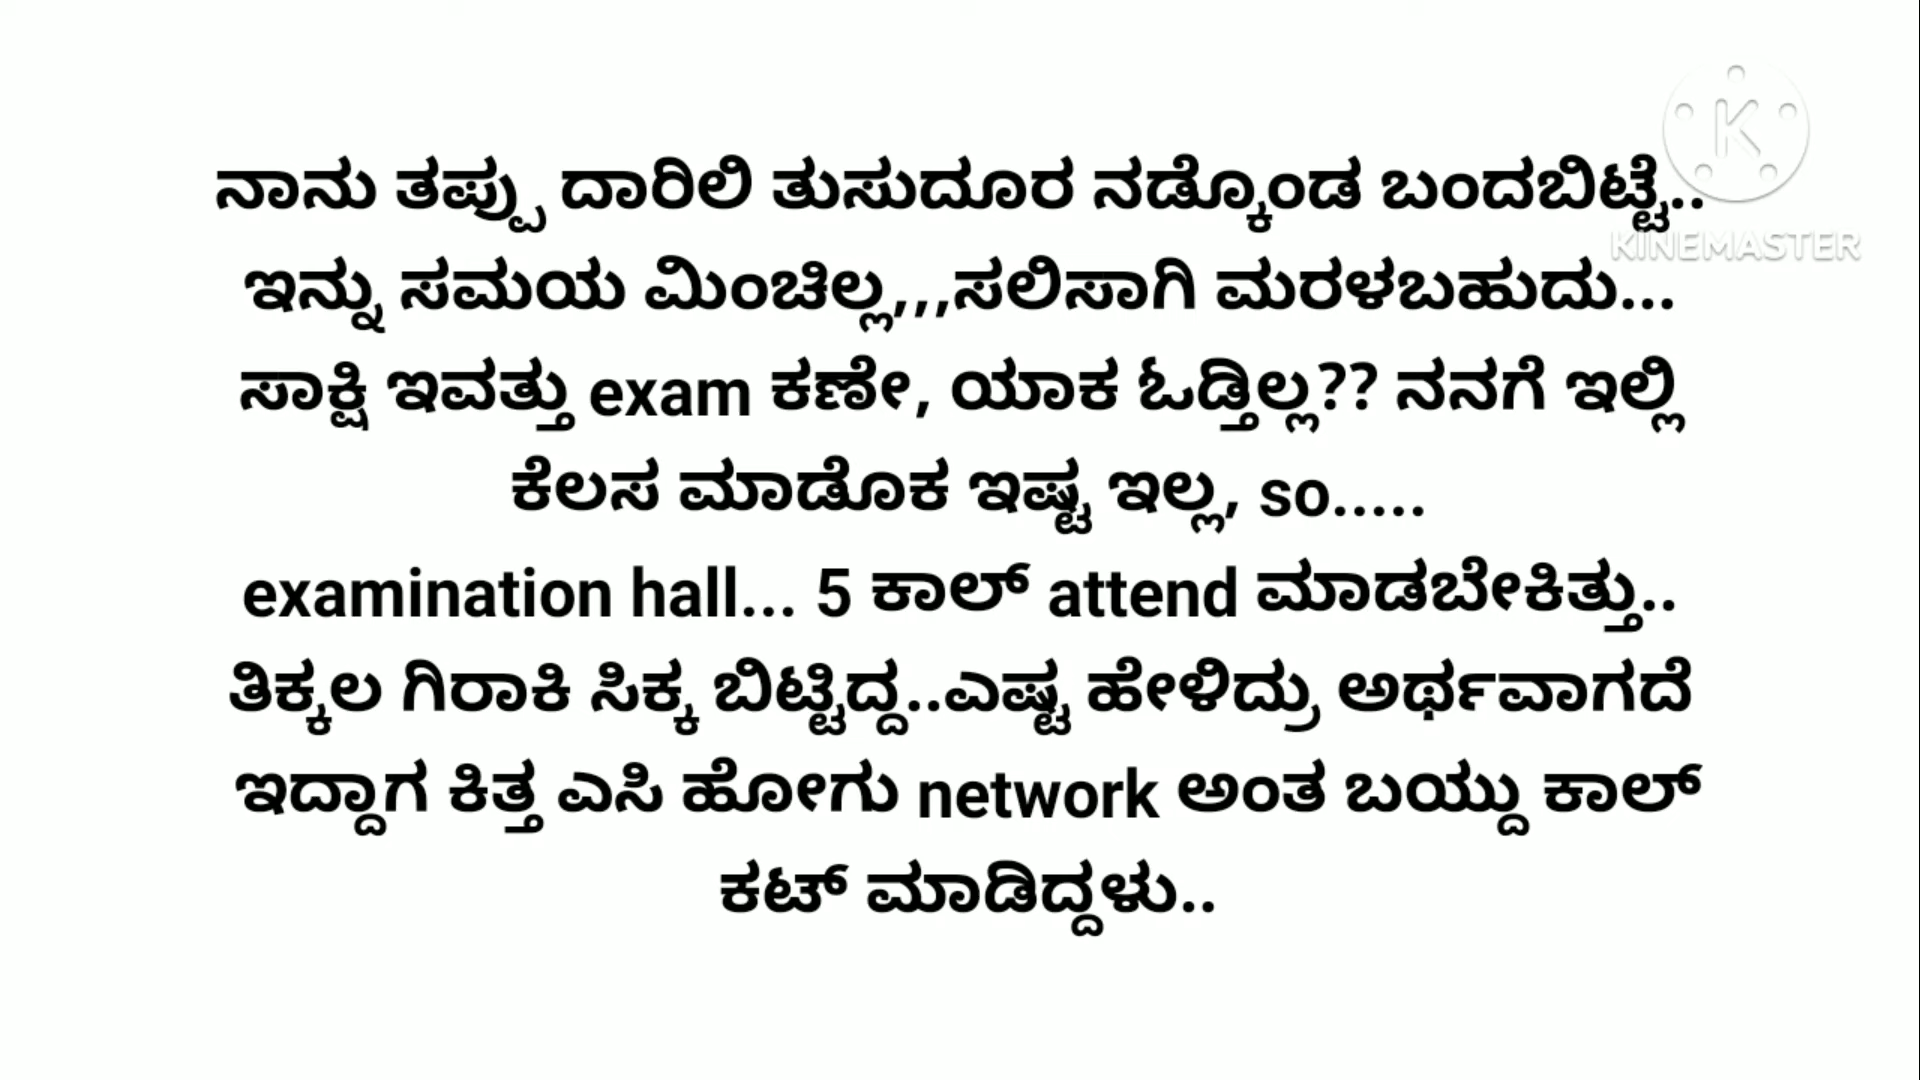 ನಾನು ತಪ್ಪು ದಾರಿಲಿ ತುಸುದೂರ ನಡ್ಕೊಂಡ ಬಂದಬಿಟ್ಟೆ..
ಇನ್ನು ಸಮಯ ಮಿಂಚಿಲ್ಲ,,,ಸಲಿಸಾಗಿ ಮರಳಬಹುದು...
ಸಾಕ್ಷಿ ಇವತ್ತು exam ಕಣೇ, ಯಾಕ ಓಡ್ತಿಲ್ಲ?? ನನಗೆ ಇಲ್ಲಿ
ಕೆಲಸ ಮಾಡೊಕ ಇಷ್ಟ ಇಲ್ಲ, so.....
examination hall... 5 ಕಾಲ್ attend ಮಾಡಬೇಕಿತ್ತು..
ತಿಕ್ಕಲ ಗಿರಾಕಿ ಸಿಕ್ಕ ಬಿಟ್ಟಿದ್ದ..ಎಷ್ಟ ಹೇಳಿದ್ರು ಅರ್ಥವಾಗದೆ
ಇದ್ದಾಗ ಕಿತ್ತ ಎಸಿ ಹೋಗು network ಅಂತ ಬಯ್ದು ಕಾಲ್
ಕಟ್ ಮಾಡಿದ್ದಳು..
K
KINEMASTER